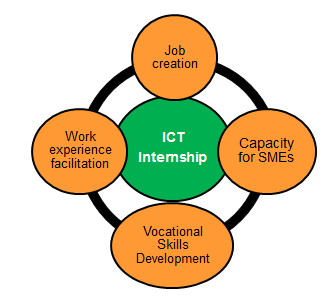 Job
creation
Work
experience
facilitation
ICT
Internship
Capacity
for SMEs
Vocational
Skills
Development